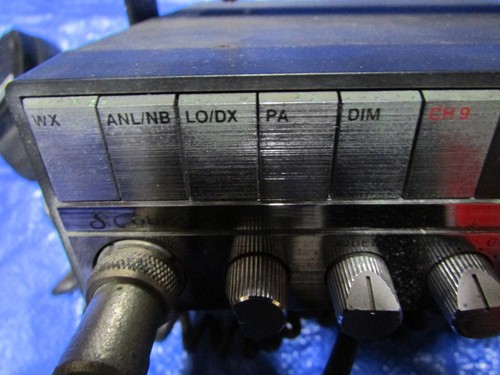 WX ANL/NB LO/DX PA DIM CH 9